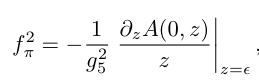 $f_\pi^2 = -\frac{1}{g_5^2} \left. \frac{\partial_z A(0,z)}{z} \right|_{z=\epsilon} ,$